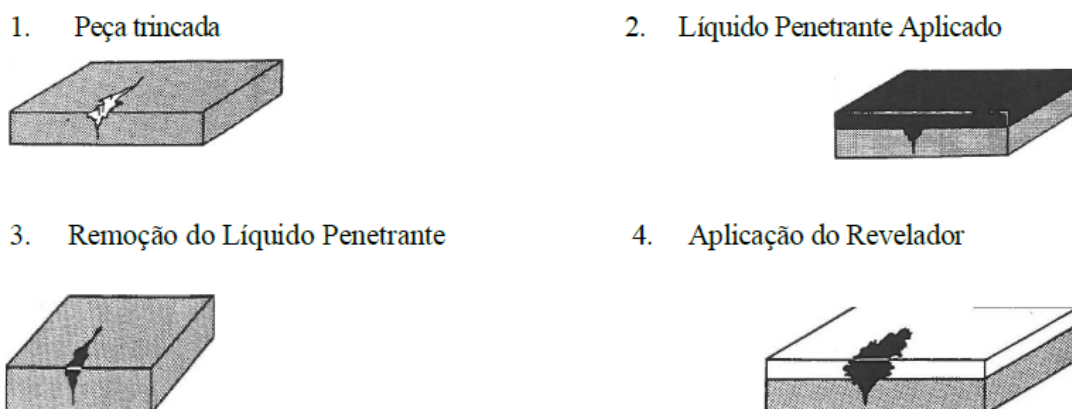 1. Peça trincada
2. Líquido Penetrante Aplicado
3. Remoção do Líquido Penetrante
4. Aplicação do Revelador